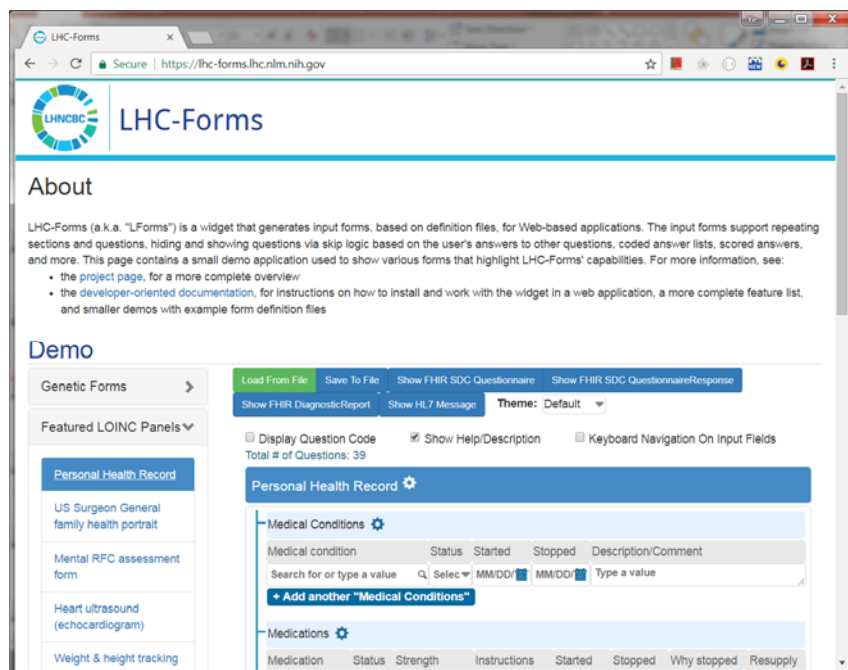 LHC-Forms
Secure | https://lhc-forms.lhc.nlm.nih.gov
LHNCBC
LHC-Forms
About
LHC-Forms (a.k.a. "LForms") is a widget that generates input forms, based on definition files, for Web-based applications. The input forms support repeating
sections and questions, hiding and showing questions via skip logic based on the user's answers to other questions, coded answer lists, scored answers,
and more. This page contains a small demo application used to show various forms that highlight LHC-Forms' capabilities. For more information, see:
• the project page, for a more complete overview
• the developer-oriented documentation, for instructions on how to install and work with the widget in a web application, a more complete feature list,
and smaller demos with example form definition files
Demo
Genetic Forms
Featured LOINC Panels
Personal Health Record
US Surgeon General
family health portrait
Mental RFC assessment
form
Heart ultrasound
(echocardiogram)
Weight & height tracking
Load From File Save To File Show FHIR SDC Questionnaire Show FHIR SDC QuestionnaireResponse
Show FHIR DiagnosticReport Show HL7 Message Theme: Default
Display Question Code Show Help/Description Keyboard Navigation On Input Fields
Total # of Questions: 39
Personal Health Record
Medical Conditions
Medical condition Status Started Stopped Description/Comment
Search for or type a value Selec MM/DD/ MM/DD/ Type a value
+ Add another "Medical Conditions"
Medications
Medication Status Strength Instructions Started Stopped Why stopped Resupply